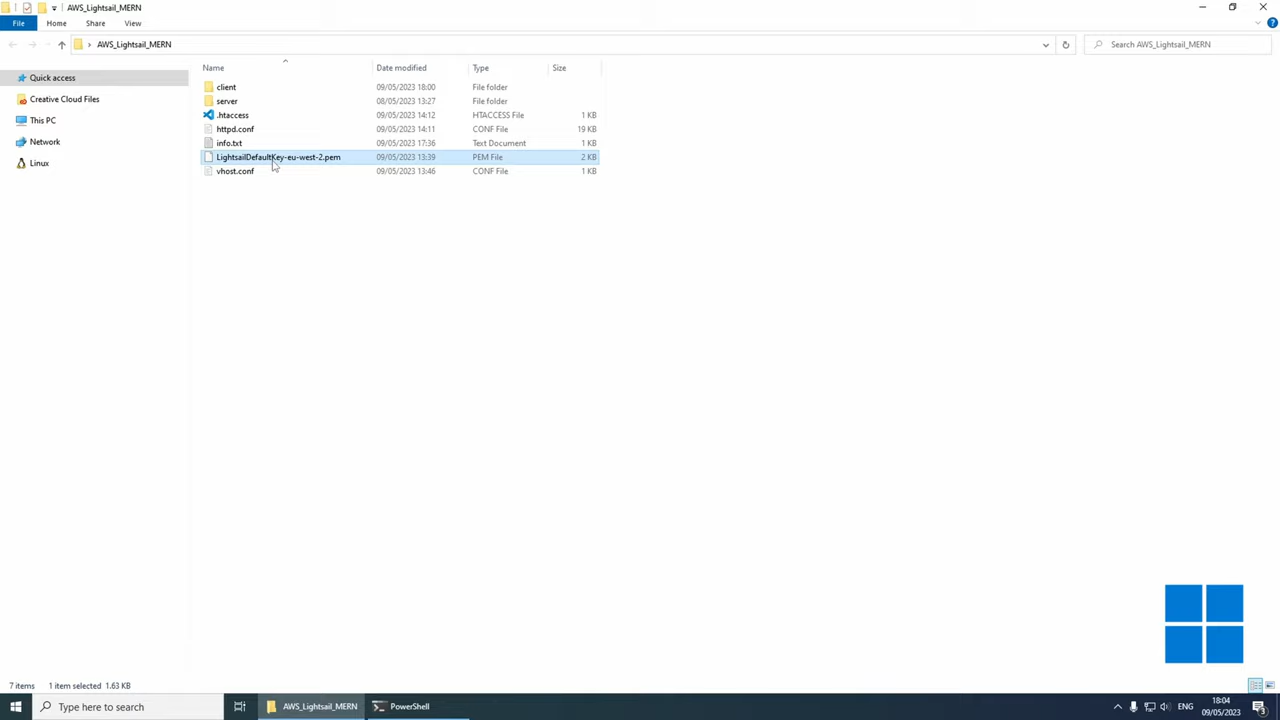 AWS_Lightsail_MERN
File Home Share View
AWS_Lightsail_MERN Search AWS_Lightsail_MERN
Name Date modified Type Size
Quick access
Creative Cloud Files
This PC
Network
Linux
client 09/05/2023 18:00 File folder
server 08/05/2023 13:27 File folder
.htaccess 09/05/2023 14:12 HTACCESS File 1 KB
httpd.conf 09/05/2023 14:11 CONF File 19 KB
info.txt 09/05/2023 17:36 Text Document 1 KB
LightsailDefaultKey-eu-west-2.pem 09/05/2023 13:39 PEM File 2 KB
vhost.conf 09/05/2023 13:46 CONF File 1 KB
7 items 1 item selected 1.63 KB
Type here to search AWS_Lightsail_MERN PowerShell ENG 18:04
09/05/2023 3